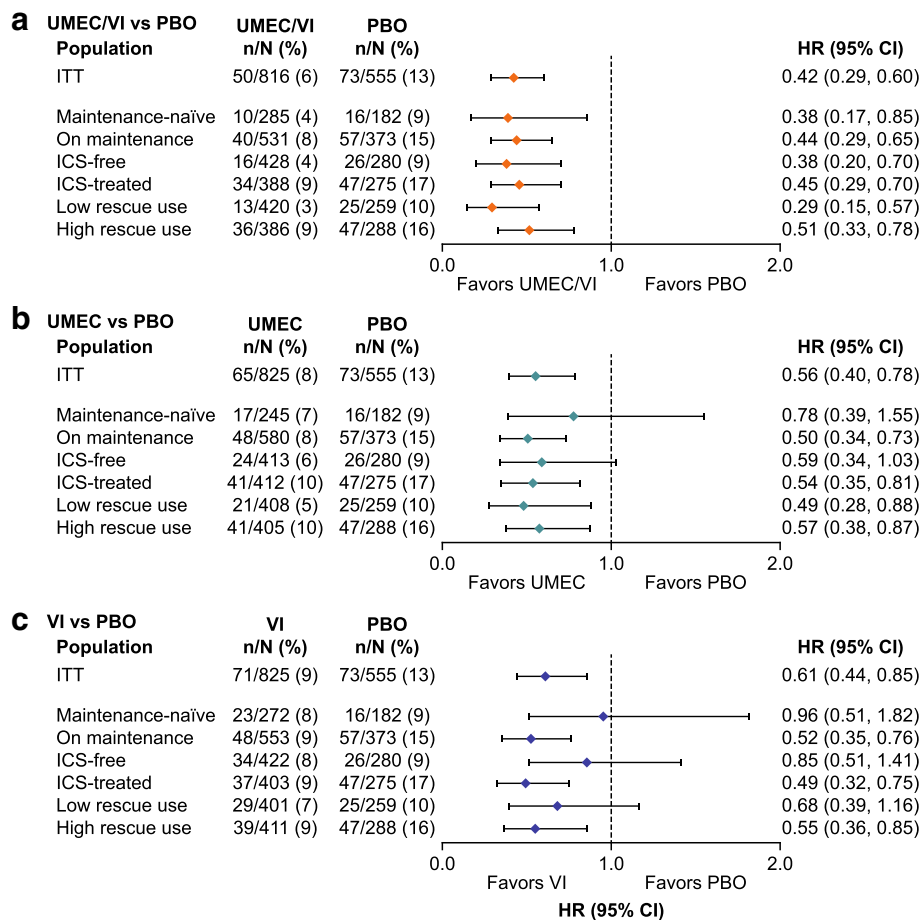 a UMEC/VI vs PBO UMEC/VI PBO
Population n/N (%) n/N (%) HR (95% CI)
ITT 50/816 (6) 73/555 (13) 0.42 (0.29, 0.60)
Maintenance-naïve 10/285 (4) 16/182 (9) 0.38 (0.17, 0.85)
On maintenance 40/531 (8) 57/373 (15) 0.44 (0.29, 0.65)
ICS-free 16/428 (4) 26/280 (9) 0.38 (0.20, 0.70)
ICS-treated 34/388 (9) 47/275 (17) 0.45 (0.29, 0.70)
Low rescue use 13/420 (3) 25/259 (10) 0.29 (0.15, 0.57)
High rescue use 36/386 (9) 47/288 (16) 0.51 (0.33, 0.78)
0.0 1.0 2.0
Favors UMEC/VI Favors PBO
b UMEC vs PBO UMEC PBO
Population n/N (%) n/N (%) HR (95% CI)
ITT 65/825 (8) 73/555 (13) 0.56 (0.40, 0.78)
Maintenance-naïve 17/245 (7) 16/182 (9) 0.78 (0.39, 1.55)
On maintenance 48/580 (8) 57/373 (15) 0.50 (0.34, 0.73)
ICS-free 24/413 (6) 26/280 (9) 0.59 (0.34, 1.03)
ICS-treated 41/412 (10) 47/275 (17) 0.54 (0.35, 0.81)
Low rescue use 21/408 (5) 25/259 (10) 0.49 (0.28, 0.88)
High rescue use 41/405 (10) 47/288 (16) 0.57 (0.38, 0.87)
0.0 1.0 2.0
Favors UMEC Favors PBO
c VI vs PBO VI PBO
Population n/N (%) n/N (%) HR (95% CI)
ITT 71/825 (9) 73/555 (13) 0.61 (0.44, 0.85)
Maintenance-naïve 23/272 (8) 16/182 (9) 0.96 (0.51, 1.82)
On maintenance 48/553 (9) 57/373 (15) 0.52 (0.35, 0.76)
ICS-free 34/422 (8) 26/280 (9) 0.85 (0.51, 1.41)
ICS-treated 37/403 (9) 47/275 (17) 0.49 (0.32, 0.75)
Low rescue use 29/401 (7) 25/259 (10) 0.68 (0.39, 1.16)
High rescue use 39/411 (9) 47/288 (16) 0.55 (0.36, 0.85)
0.0 1.0 2.0
Favors VI Favors PBO
HR (95% CI)